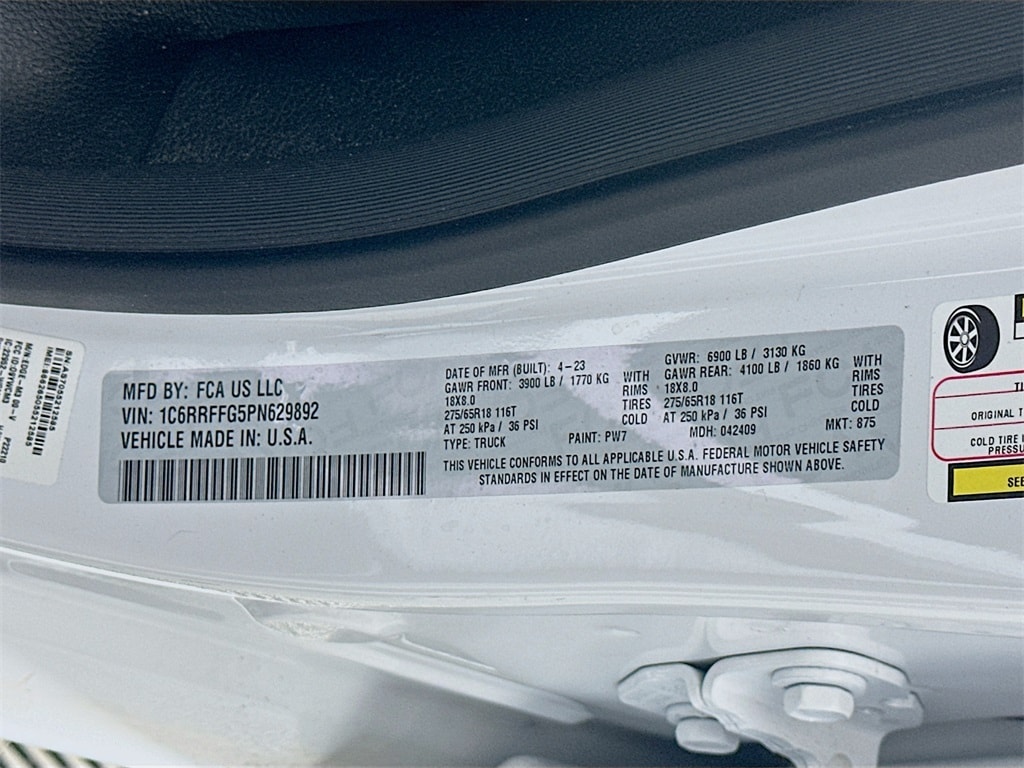 MFD BY: FCA US LLC
VIN: 1C6RRFFG5PN629892
VEHICLE MADE IN: U.S.A.
DATE OF MFR (BUILT): 4-23
GAWR FRONT: 3900 LB / 1770 KG WITH
18X8.0 RIMS
275/65R18 116T TIRES
AT 250 kPa / 36 PSI COLD
TYPE: TRUCK
PAINT: PW7
GVWR: 6900 LB / 3130 KG
GAWR REAR: 4100 LB / 1860 KG WITH
18X8.0 RIMS
275/65R18 116T TIRES
AT 250 kPa / 36 PSI COLD
MDH: 042409
MKT: 875
THIS VEHICLE CONFORMS TO ALL APPLICABLE U.S.A. FEDERAL MOTOR VEHICLE SAFETY
STANDARDS IN EFFECT ON THE DATE OF MANUFACTURE SHOWN ABOVE.
ORIGINAL T
COLD TIRE
PRESSU
SEE